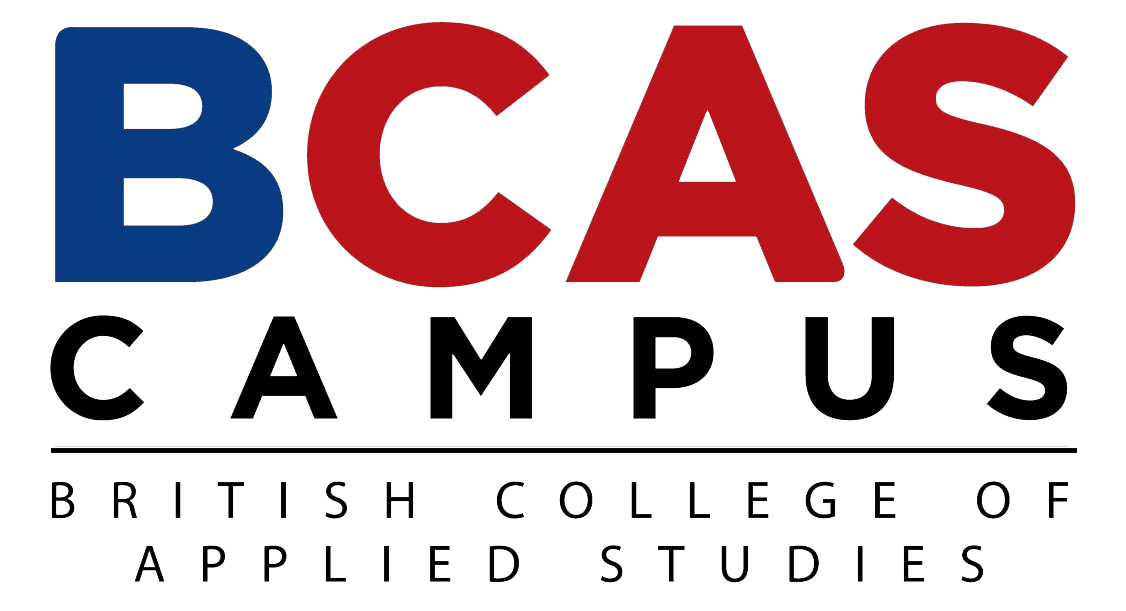 BCAS
CAMPUS
BRITISH COLLEGE OF
APPLIED STUDIES